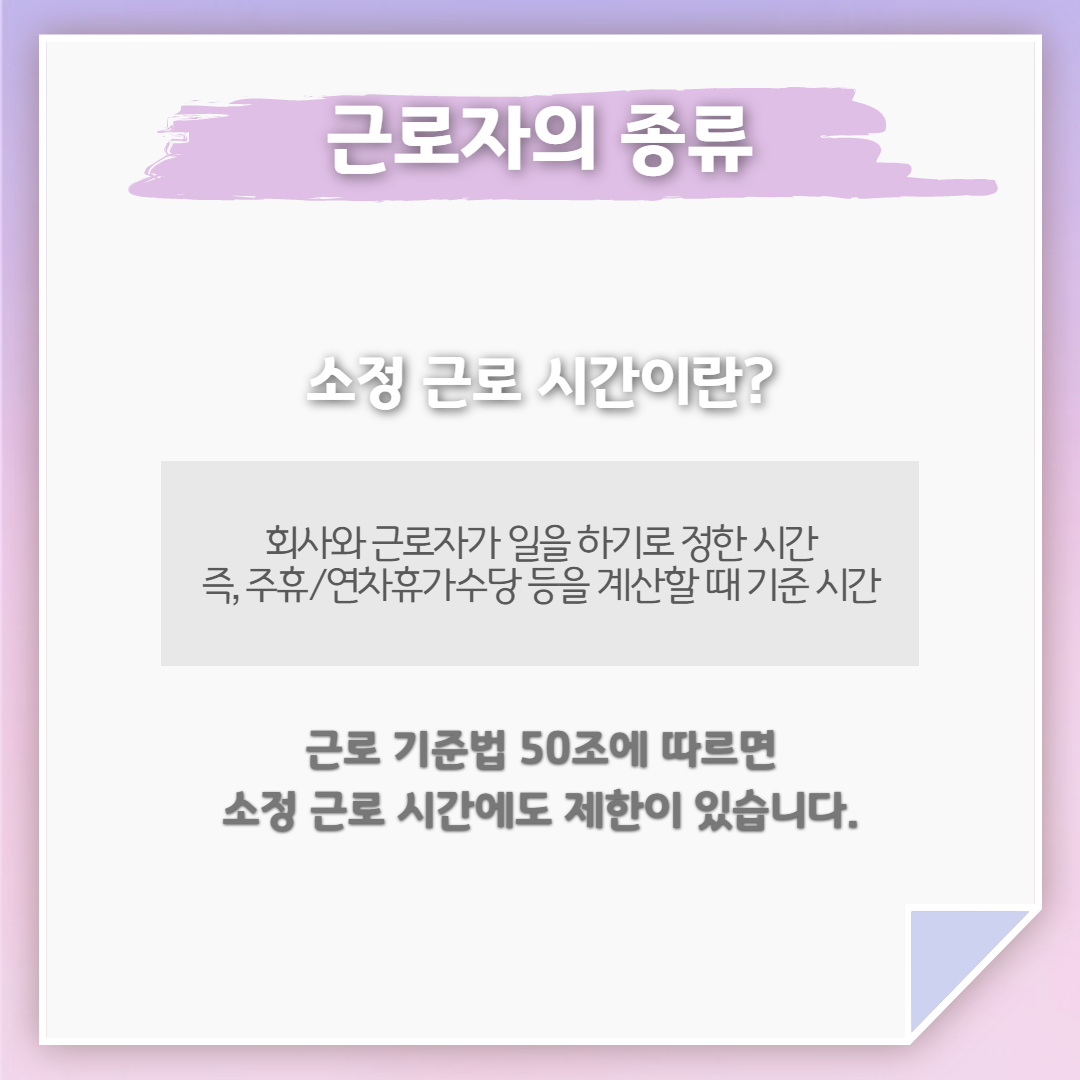 근로자의 종류
소정 근로 시간이란?
회사와 근로자가 일을 하기로 정한 시간
즉, 주휴/연차휴가수당 등을 계산할 때 기준 시간
근로 기준법 50조에 따르면
소정 근로 시간에도 제한이 있습니다.